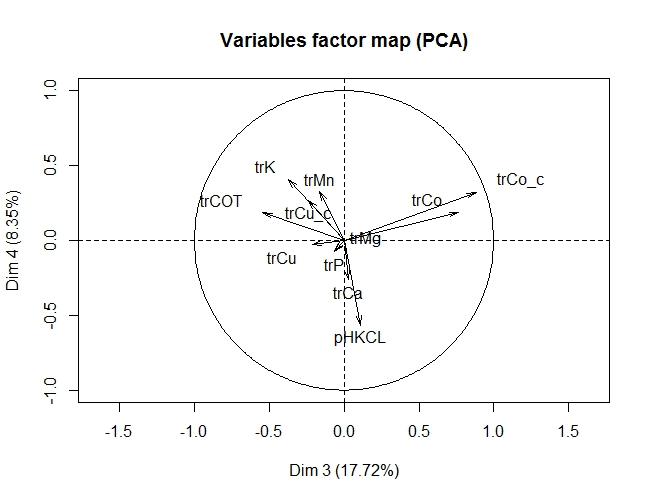 Variables factor map (PCA)
1.0
0.5
0.0
-0.5
-1.0
Dim 4 (8.35%)
trK
trMn
trCo_c
trCOT
trCo
trCu_c
trMg
trCu
trP
trCa
pHKCL
-1.5
-1.0
-0.5
0.0
0.5
1.0
1.5
Dim 3 (17.72%)